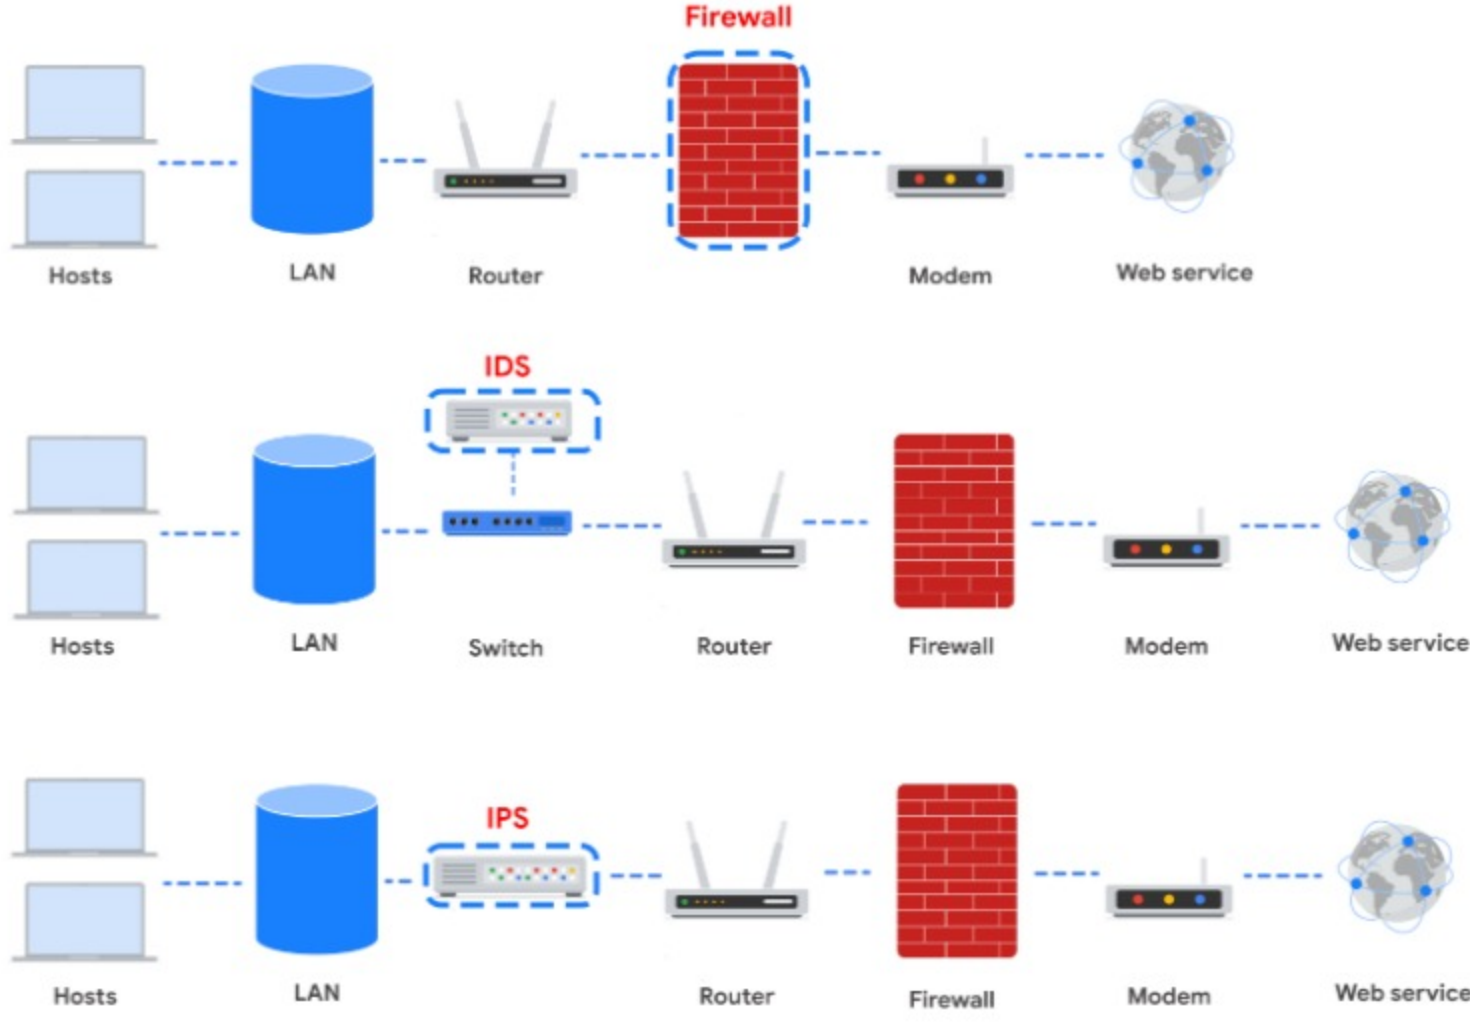 Firewall
Hosts
LAN
Router
Modem
Web service
IDS
Hosts
LAN
Switch
Router
Firewall
Modem
Web service
IPS
Hosts
LAN
Router
Firewall
Modem
Web service